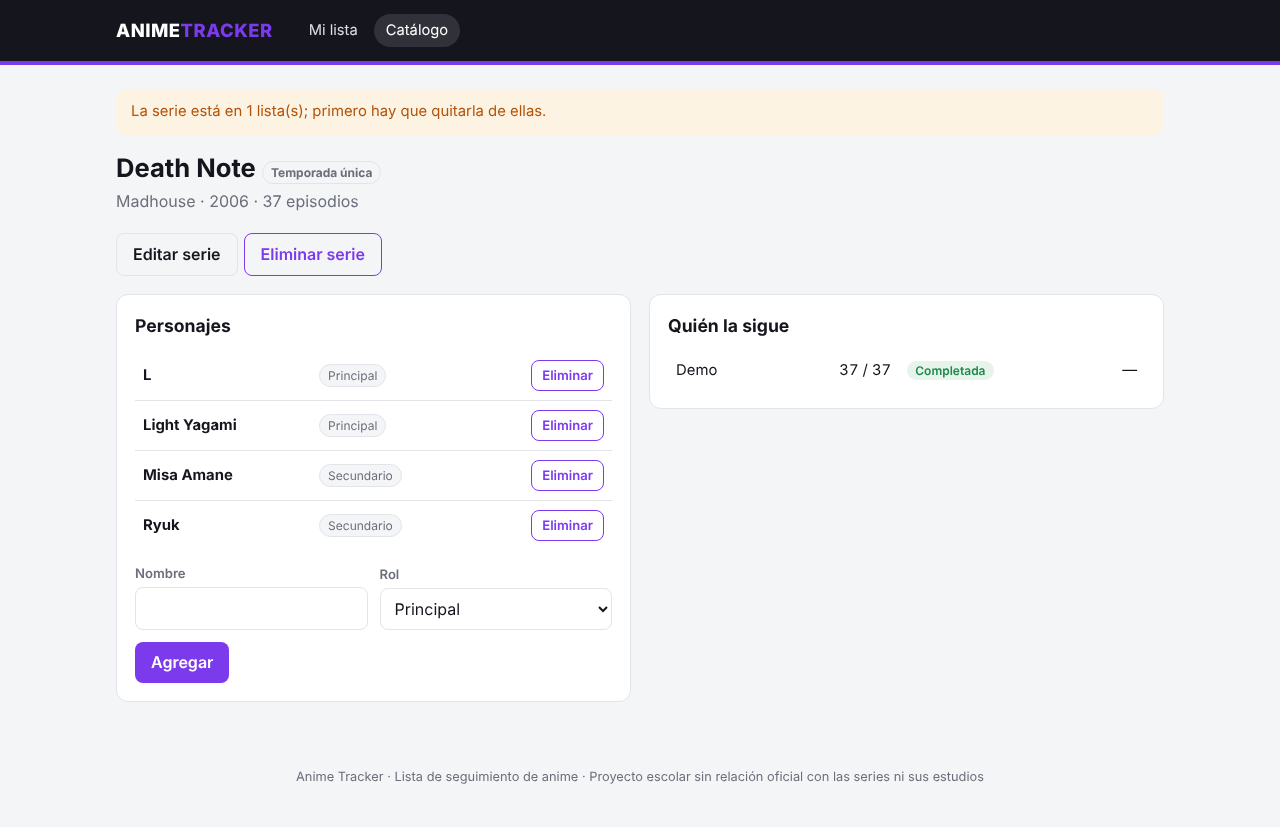 ANIMETRACKER Mi lista Catálogo
La serie está en 1 lista(s); primero hay que quitarla de ellas.
Death Note Temporada única
Madhouse · 2006 · 37 episodios
Editar serie Eliminar serie
Personajes
L Principal Eliminar
Light Yagami Principal Eliminar
Misa Amane Secundario Eliminar
Ryuk Secundario Eliminar
Nombre Rol
Principal
Agregar
Quién la sigue
Demo 37 / 37 Completada —
Anime Tracker · Lista de seguimiento de anime · Proyecto escolar sin relación oficial con las series ni sus estudios